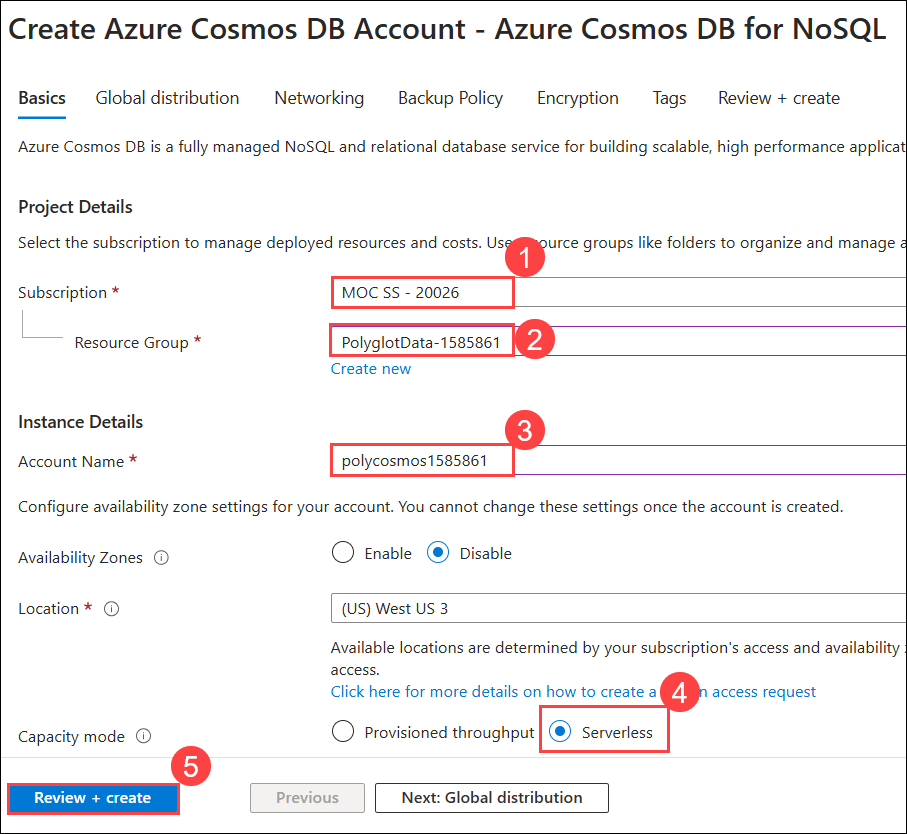 Create Azure Cosmos DB Account - Azure Cosmos DB for NoSQL
Basics Global distribution Networking Backup Policy Encryption Tags Review + create
Azure Cosmos DB is a fully managed NoSQL and relational database service for building scalable, high performance applicat
Project Details
Select the subscription to manage deployed resources and costs. Use source groups like folders to organize and manage a
1
Subscription *
MOC SS - 20026
Resource Group *
PolyglotData-1585861
2
Create new
Instance Details
3
Account Name *
polycosmos1585861
Configure availability zone settings for your account. You cannot change these settings once the account is created.
Availability Zones Enable Disable
Location * (US) West US 3
Available locations are determined by your subscription's access and availability
access.
Click here for more details on how to create a n access request
4
Capacity mode Provisioned throughput Serverless
5
Review + create Previous Next: Global distribution